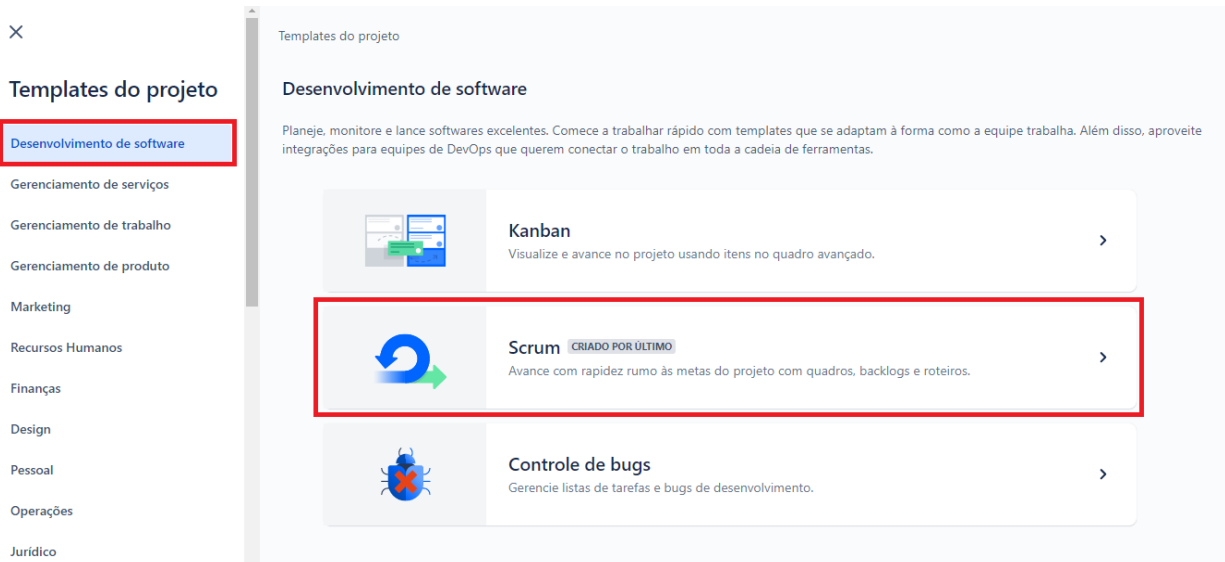 Templates do projeto
Desenvolvimento de software
Gerenciamento de serviços
Gerenciamento de trabalho
Gerenciamento de produto
Marketing
Recursos Humanos
Finanças
Design
Pessoal
Operações
Jurídico
Templates do projeto
Desenvolvimento de software
Planeje, monitore e lance softwares excelentes. Comece a trabalhar rápido com templates que se adaptam à forma como a equipe trabalha. Além disso, aproveite
integrações para equipes de DevOps que querem conectar o trabalho em toda a cadeia de ferramentas.
Kanban
Visualize e avance no projeto usando itens no quadro avançado.
Scrum CRIADO POR ÚLTIMO
Avance com rapidez rumo às metas do projeto com quadros, backlogs e roteiros.
Controle de bugs
Gerencie listas de tarefas e bugs de desenvolvimento.